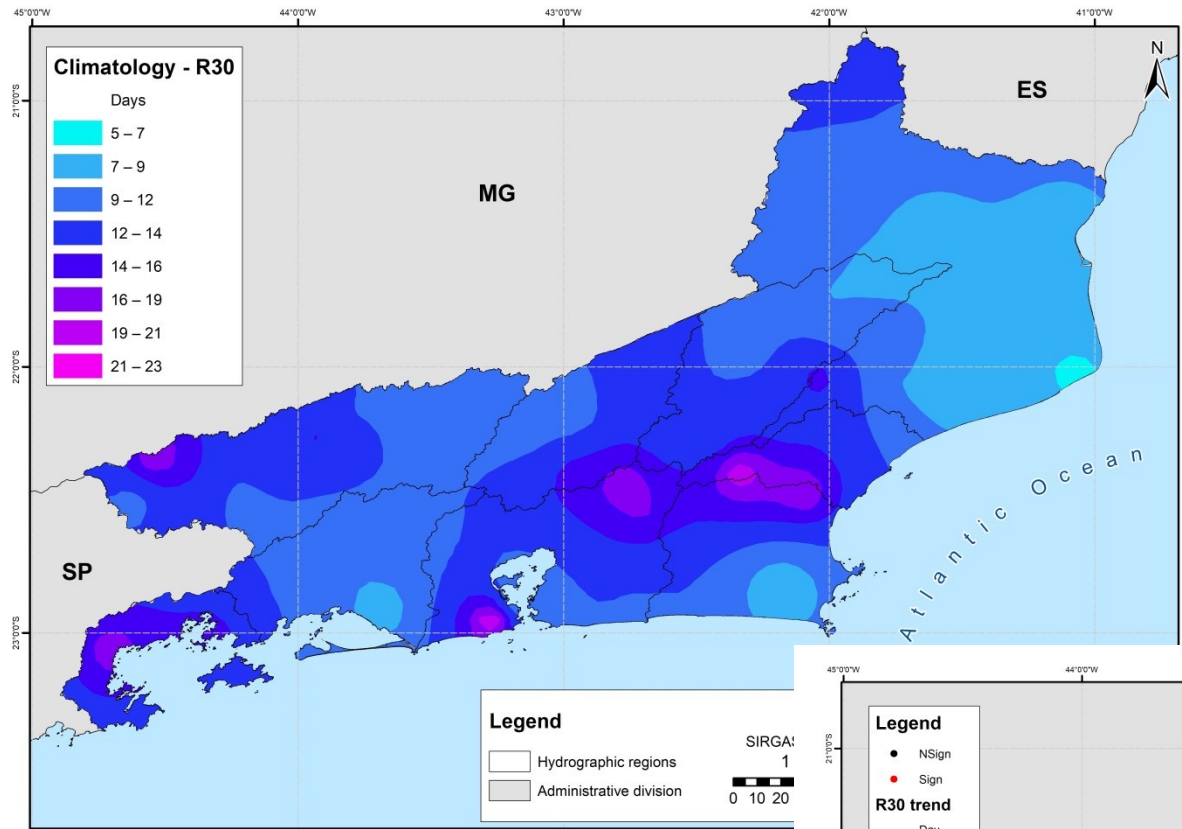 45°0'0"W 44°0'0"W 43°0'0"W 42°0'0"W 41°0'0"W
Climatology - R30
Days
5 – 7
7 – 9
9 – 12
12 – 14
14 – 16
16 – 19
19 – 21
21 – 23
N
ES
MG
SP
21°0'0"S
22°0'0"S
23°0'0"S
Atlantic Ocean
Legend
Hydrographic regions
Administrative division
1
0 10 20
45°0'0"W 44°0'0"W
21°0'0"S
Legend
NSign
Sign
R30 trend